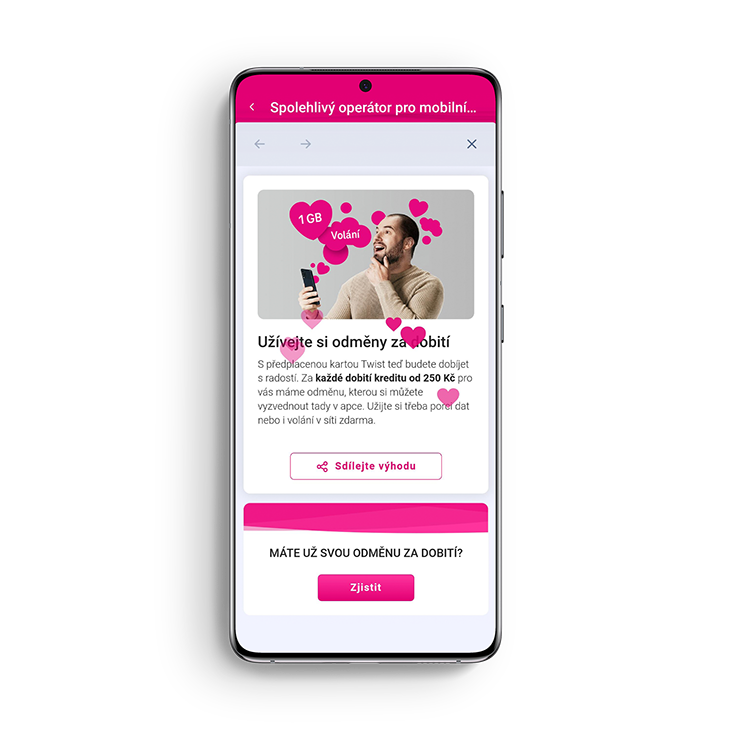 Spolehlivý operátor pro mobilní...
1 GB
Volání
Užívejte si odměny za dobití
S předplacenou kartou Twist teď budete dobíjet
s radostí. Za každé dobití kreditu od 250 Kč pro
vás máme odměnu, kterou si můžete
vyzvednout tady v apce. Užijte si třeba porci dat
nebo i volání v síti zdarma.
Sdílejte výhodu
MÁTE UŽ SVOU ODMĚNU ZA DOBITÍ?
Zjistit